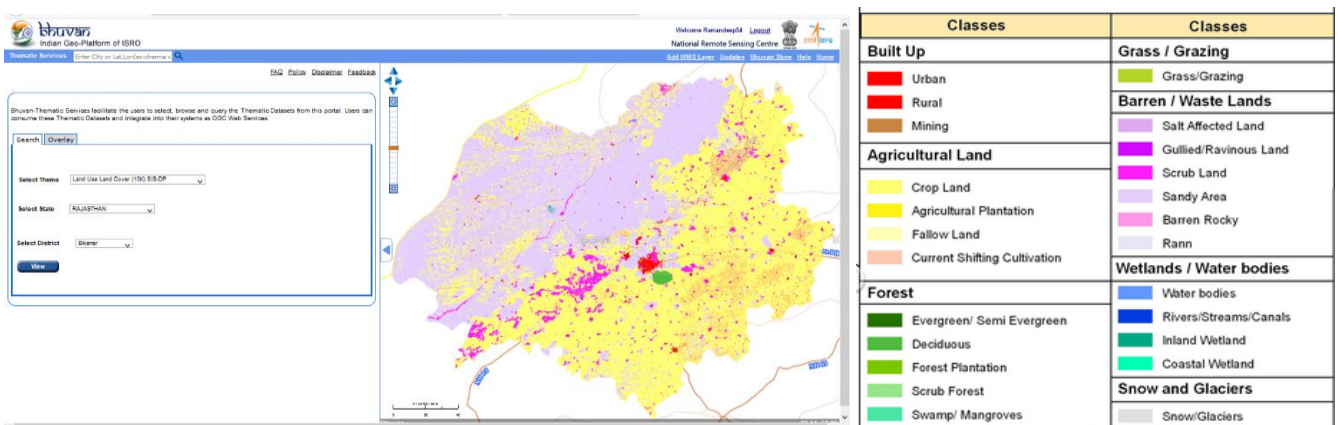 bhuvan
Indian Geo-Platform of ISRO
Welcome Ramandeep54 Logout
National Remote Sensing Centre
Thematic Services
Enter City or Lat,Lon(ex:chennai
Add WMS Layer Updates Bhuvan Store Help Home
FAQ Policy Disclaimer Feedback
Bhuvan-Thematic Services facilitate the users to select, browse and query the Thematic Datasets from this portal. Users can
consume these Thematic Datasets and integrate into their systems as OGC Web Services.
Search Overlay
Select Theme Land Use Land Cover (10K) SIS-DP
Select State RAJASTHAN
Select District Bikaner
View
Classes
Built Up
Urban
Rural
Mining
Agricultural Land
Crop Land
Agricultural Plantation
Fallow Land
Current Shifting Cultivation
Forest
Evergreen/ Semi Evergreen
Deciduous
Forest Plantation
Scrub Forest
Swamp/ Mangroves
Classes
Grass / Grazing
Grass/Grazing
Barren / Waste Lands
Salt Affected Land
Gullied/Ravinous Land
Scrub Land
Sandy Area
Barren Rocky
Rann
Wetlands / Water bodies
Water bodies
Rivers/Streams/Canals
Inland Wetland
Coastal Wetland
Snow and Glaciers
Snow/Glaciers